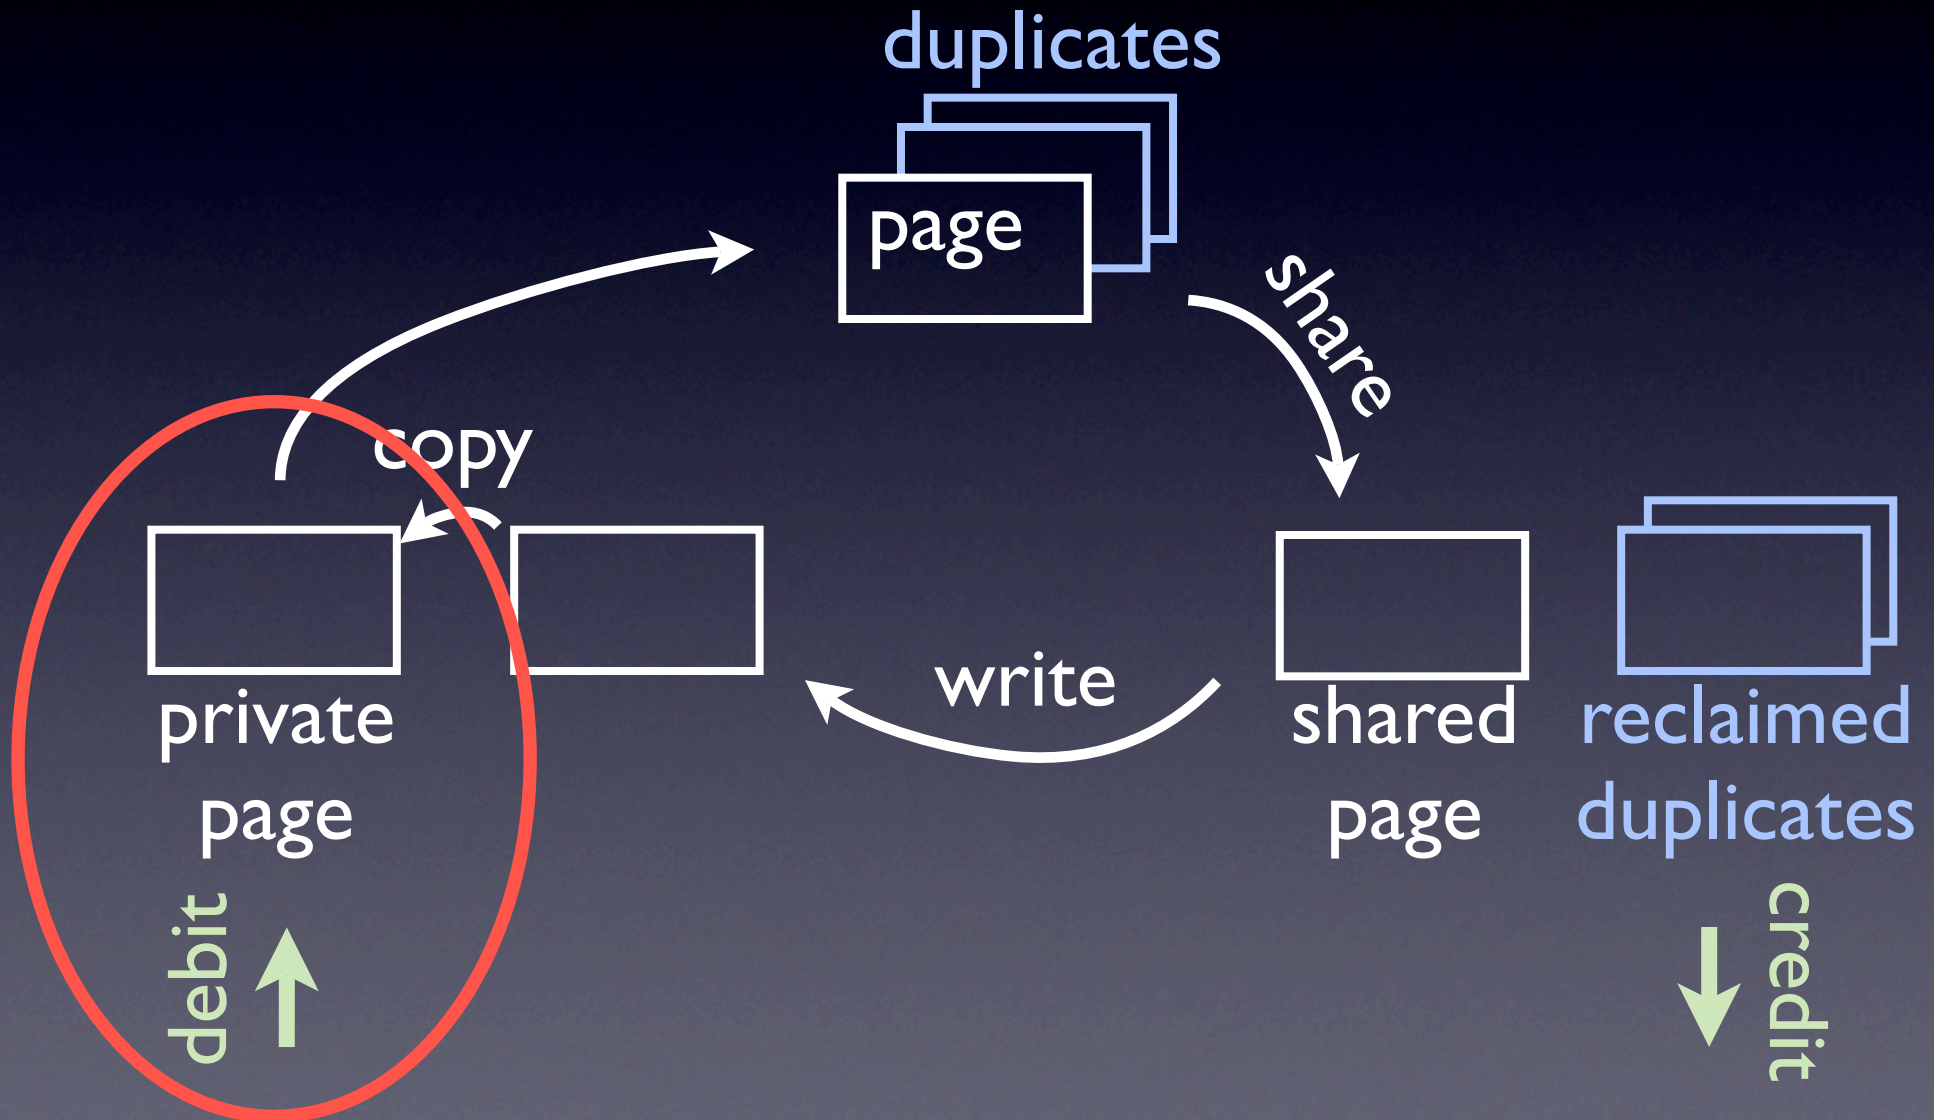 duplicates
page
share
copy
write
private
page
shared
page
reclaimed
duplicates
debit
credit